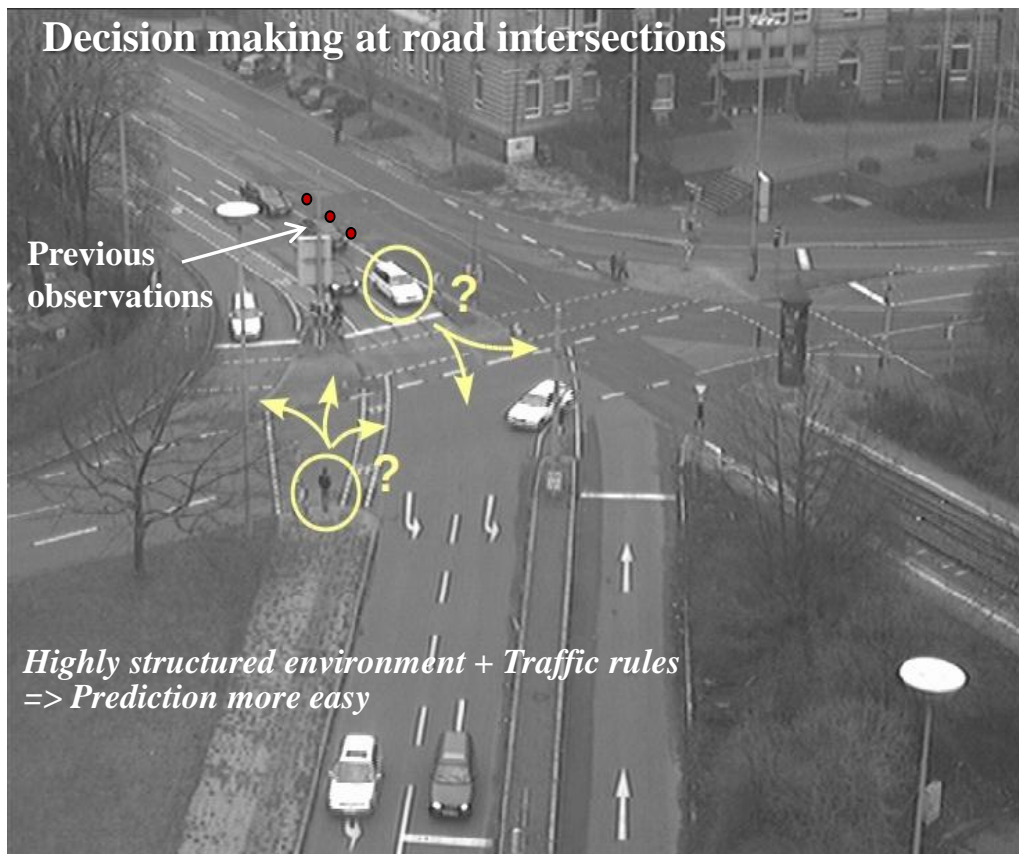 Decision making at road intersections
Previous
observations
?
?
Highly structured environment + Traffic rules
=> Prediction more easy